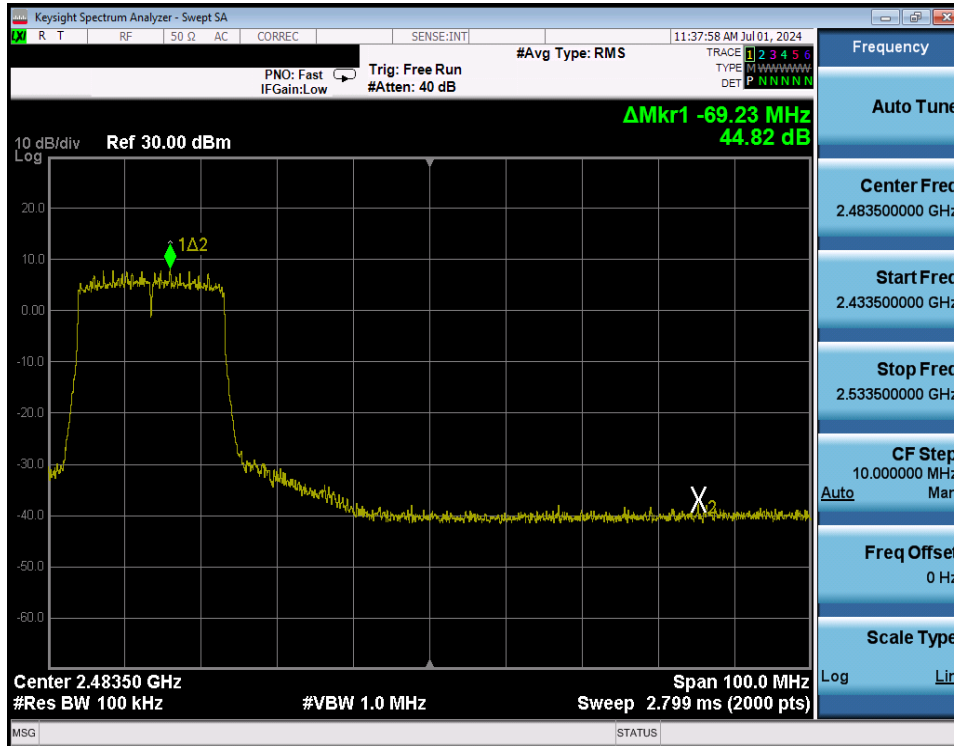 Keysight Spectrum Analyzer - Swept SA
LXI R T RF 50 Ω AC CORREC SENSE:INT 11:37:58 AM Jul 01, 2024
#Avg Type: RMS
TRACE 1 2 3 4 5 6
TYPE M W W W W W
DET P N N N N N
PNO: Fast
IFGain:Low
Trig: Free Run
#Atten: 40 dB
ΔMkr1 -69.23 MHz
44.82 dB
10 dB/div
Log
Ref 30.00 dBm
20.0
10.0
0.00
-10.0
-20.0
-30.0
-40.0
-50.0
-60.0
1Δ2
X2
Center 2.48350 GHz
Span 100.0 MHz
#Res BW 100 kHz
#VBW 1.0 MHz
Sweep 2.799 ms (2000 pts)
MSG
STATUS
Frequency
Auto Tune
Center Freq
2.483500000 GHz
Start Freq
2.433500000 GHz
Stop Freq
2.533500000 GHz
CF Step
10.000000 MHz
Auto Man
Freq Offset
0 Hz
Scale Type
Log Lin